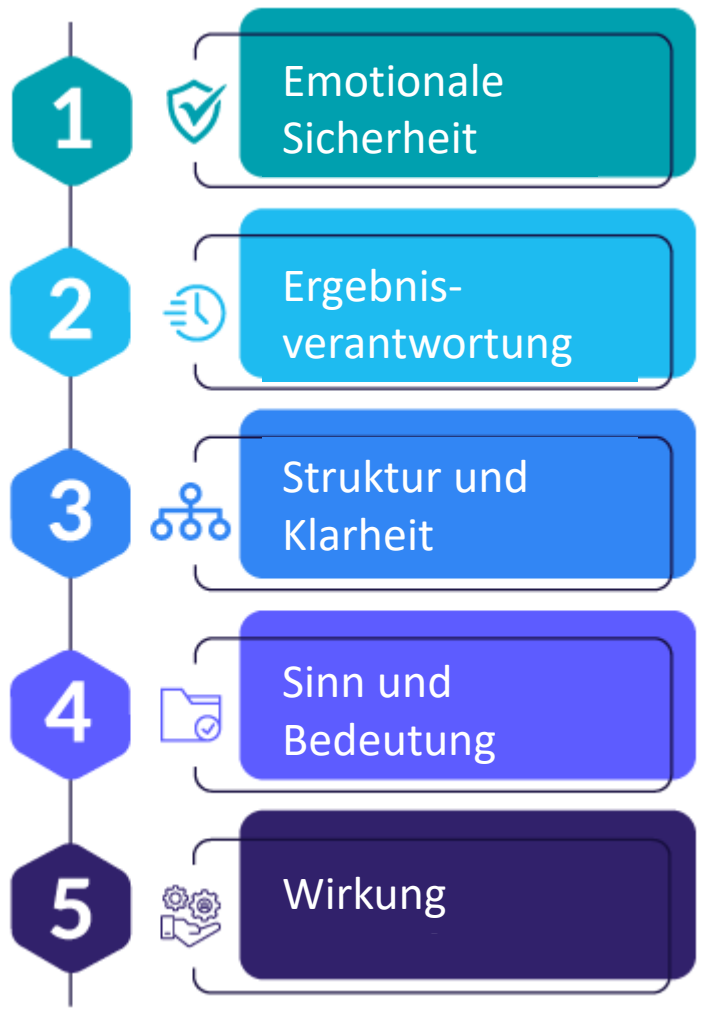 1
Emotionale
Sicherheit
2
Ergebnis-
verantwortung
3
Struktur und
Klarheit
4
Sinn und
Bedeutung
5
Wirkung